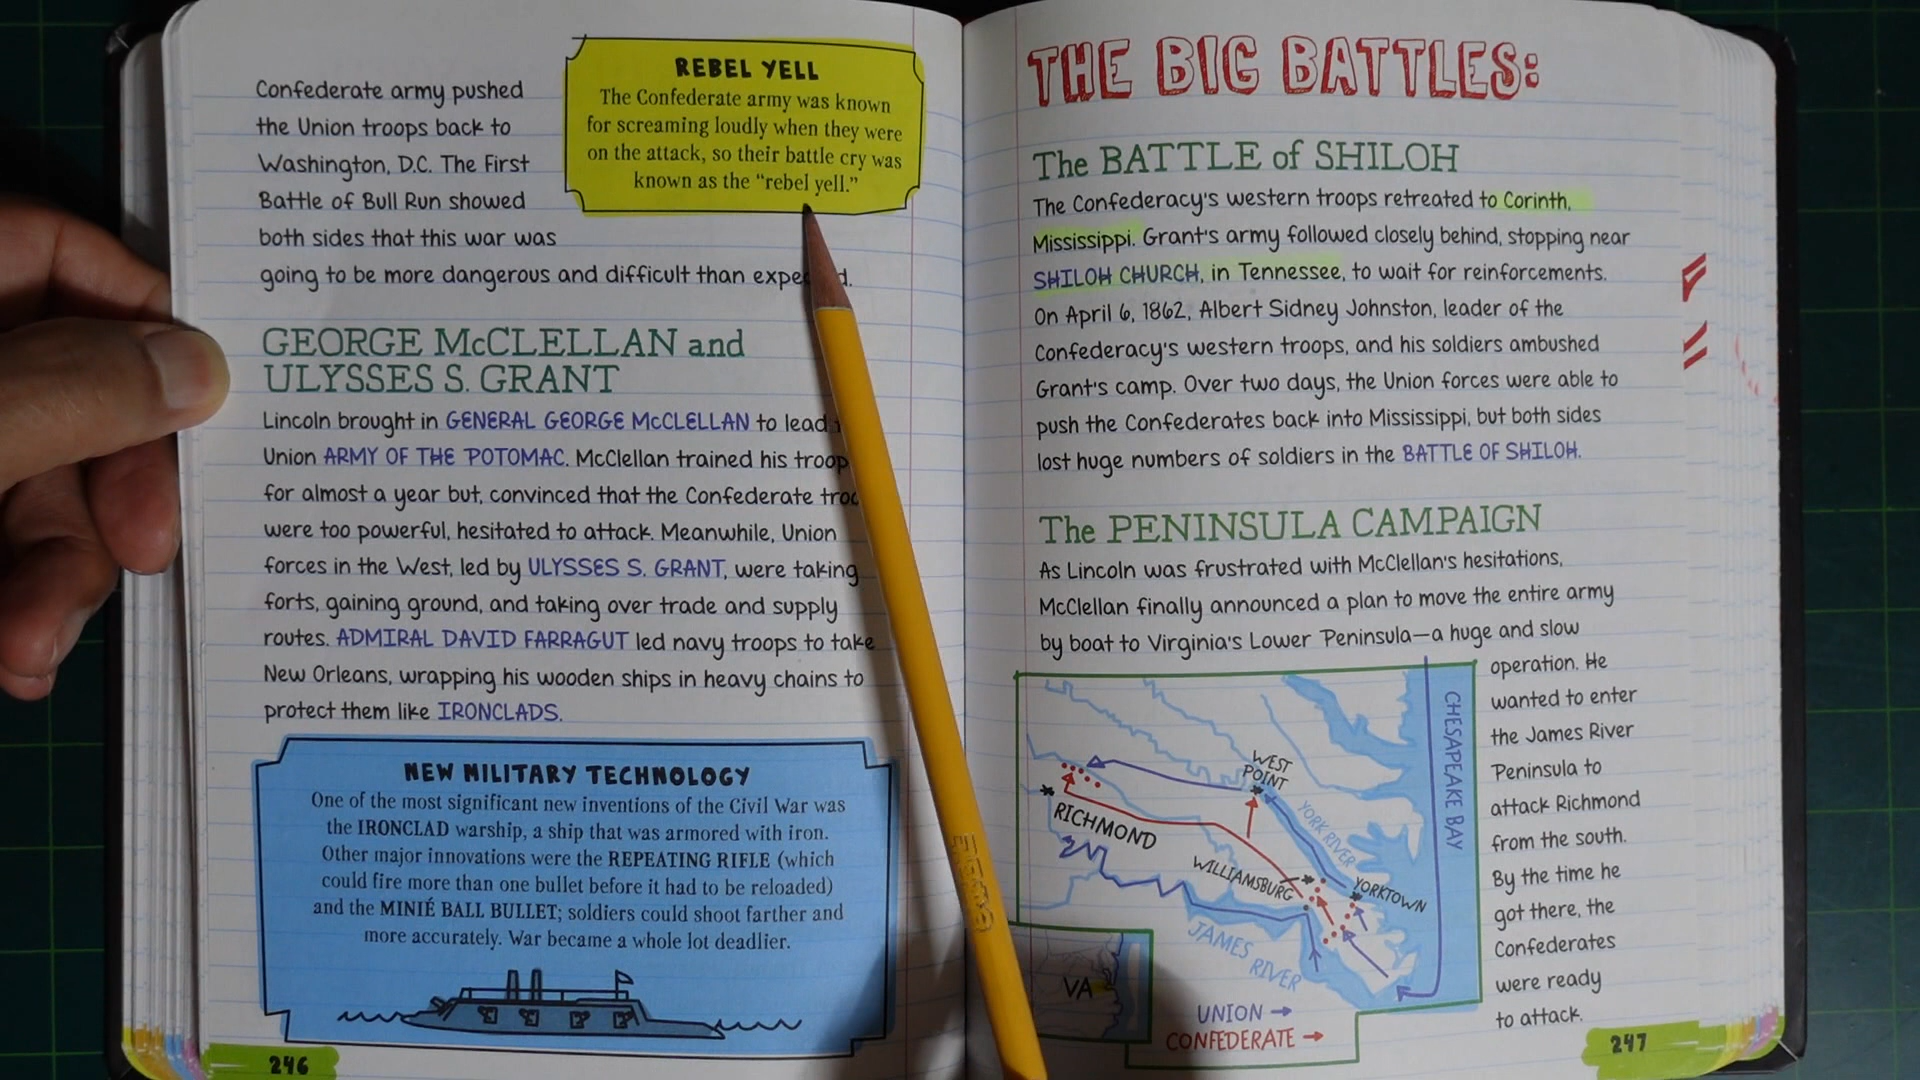 Confederate army pushed
the Union troops back to
Washington, D.C. The First
Battle of Bull Run showed
both sides that this war was
going to be more dangerous and difficult than
REBEL YELL
The Confederate army was known
for screaming loudly when they were
on the attack, so their battle cry was
known as the “rebel yell.”
GEORGE McCLELLAN and
ULYSSES S. GRANT
Lincoln brought in GENERAL GEORGE McCLELLAN to lead
Union ARMY OF THE POTOMAC. McClellan trained his
for almost a year but, convinced that the Confederate
were too powerful, hesitated to attack. Meanwhile, Union
forces in the West, led by ULYSSES S. GRANT, were taking
forts, gaining ground, and taking over trade and supply
routes. ADMIRAL DAVID FARRAGUT led navy troops to take
New Orleans, wrapping his wooden ships in heavy chains to
protect them like IRONCLADS.
NEW MILITARY TECHNOLOGY
One of the most significant new inventions of the Civil War was
the IRONCLAD warship, a ship that was armored with iron.
Other major innovations were the REPEATING RIFLE (which
could fire more than one bullet before it had to be reloaded)
and the MINIÉ BALL BULLET; soldiers could shoot farther and
more accurately. War became a whole lot deadlier.
246
THE BIG BATTLES:
The BATTLE of SHILOH
The Confederacy's western troops retreated to Corinth,
Mississippi. Grant's army followed closely behind, stopping near
SHILOH CHURCH, in Tennessee, to wait for reinforcements.
On April 6, 1862, Albert Sidney Johnston, leader of the
Confederacy's western troops, and his soldiers ambushed
Grant's camp. Over two days, the Union forces were able to
push the Confederates back into Mississippi, but both sides
lost huge numbers of soldiers in the BATTLE OF SHILOH.
The PENINSULA CAMPAIGN
As Lincoln was frustrated with McClellan's hesitations,
McClellan finally announced a plan to move the entire army
by boat to Virginia's Lower Peninsula—a huge and slow
operation. He
wanted to enter
the James River
Peninsula to
attack Richmond
from the south.
By the time he
got there, the
Confederates
were ready
to attack.
CHESAPEAKE BAY
WEST
POINT
RICHMOND
YORK RIVER
WILLIAMSBURG
YORKTOWN
JAMES RIVER
VA
UNION →
CONFEDERATE →
247